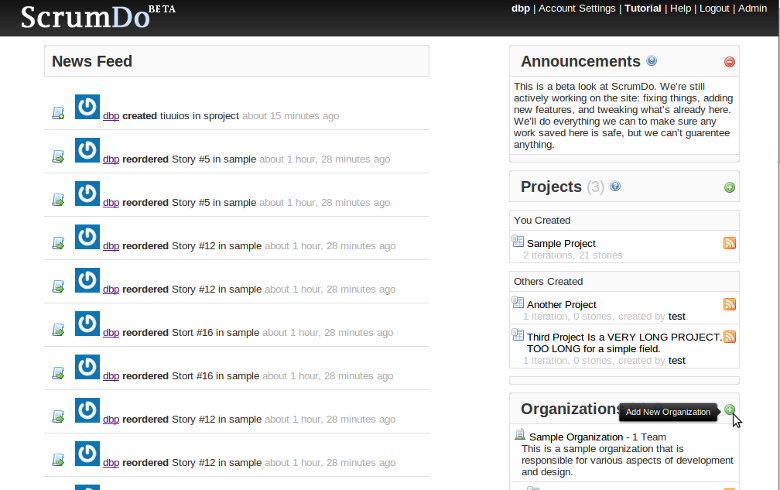 ScrumDo BETA
dbp | Account Settings | Tutorial | Help | Logout | Admin
News Feed
dbp created tiuuios in sproject about 15 minutes ago
dbp reordered Story #5 in sample about 1 hour, 28 minutes ago
dbp reordered Story #5 in sample about 1 hour, 28 minutes ago
dbp reordered Story #12 in sample about 1 hour, 28 minutes ago
dbp reordered Story #12 in sample about 1 hour, 28 minutes ago
dbp reordered Stort #16 in sample about 1 hour, 28 minutes ago
dbp reordered Stort #16 in sample about 1 hour, 28 minutes ago
dbp reordered Story #12 in sample about 1 hour, 28 minutes ago
dbp reordered Story #12 in sample about 1 hour, 28 minutes ago
Announcements
This is a beta look at ScrumDo. We're still
actively working on the site: fixing things, adding
new features, and tweaking what's already here.
We'll do everything we can to make sure any
work saved here is safe, but we can't guarentee
anything.
Projects (3)
You Created
Sample Project
2 iterations, 21 stories
Others Created
Another Project
1 iteration, 0 stories, created by test
Third Project Is a VERY LONG PROJECT.
TOO LONG for a simple field.
1 iteration, 0 stories, created by test
Organizations
Add New Organization
Sample Organization - 1 Team
This is a sample organization that is
responsible for various aspects of development
and design.